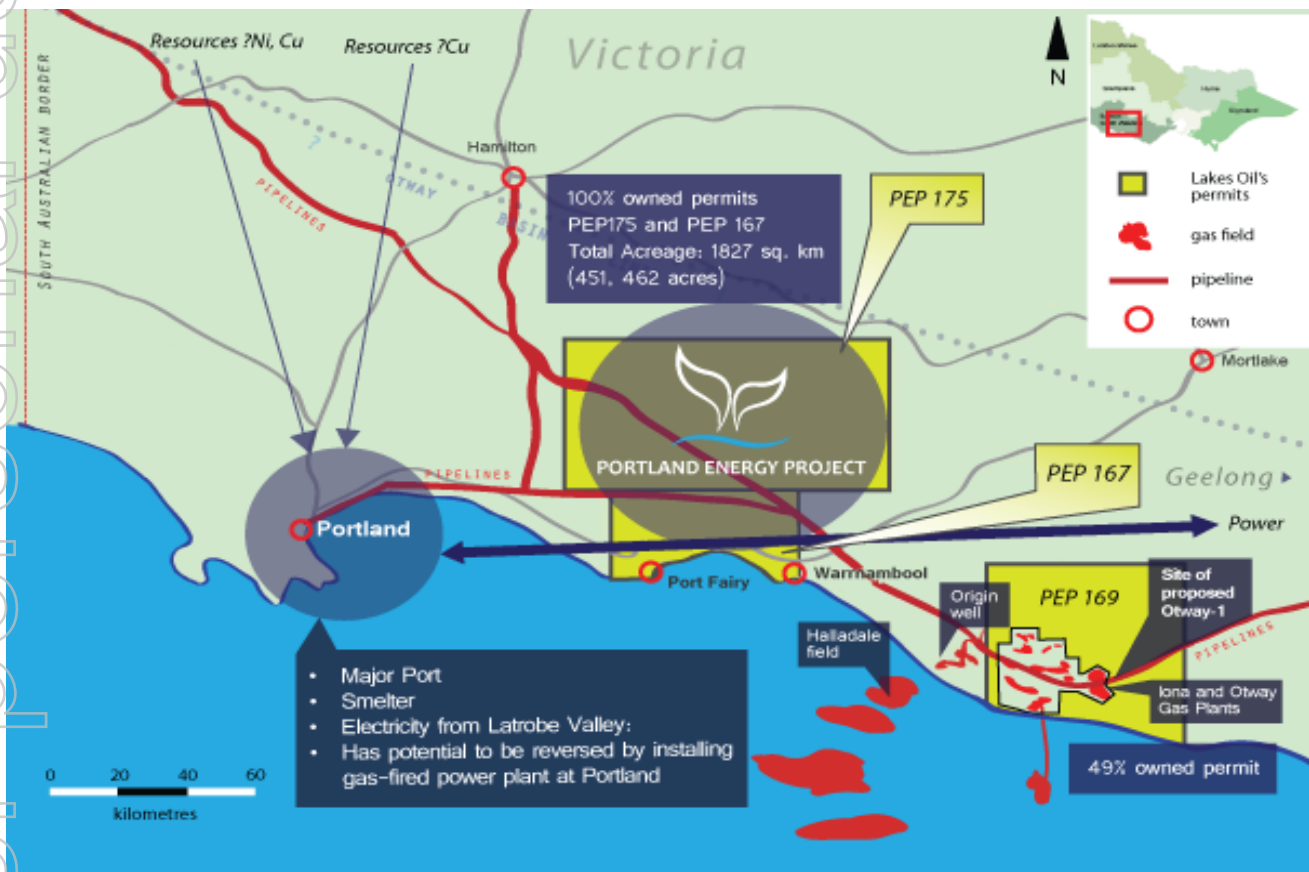 Resources ?Ni, Cu
Resources ?Cu
Victoria
N
SOUTH AUSTRALIAN BORDER
?
Hamilton
PIPELINES
OTWAY
BASIN
100% owned permits
PEP175 and PEP 167
Total Acreage: 1827 sq. km
(451, 462 acres)
PEP 175
Lakes Oil's
permits
gas field
pipeline
town
Mortlake
PORTLAND ENERGY PROJECT
PIPELINES
PEP 167
Geelong
Power
Portland
Port Fairy
Warrnambool
Origin
well
PEP 169
Site of
proposed
Otway-1
Halladale
field
PIPELINES
Iona and Otway
Gas Plants
• Major Port
• Smelter
• Electricity from Latrobe Valley:
• Has potential to be reversed by installing
gas-fired power plant at Portland
49% owned permit
0 20 40 60
kilometres